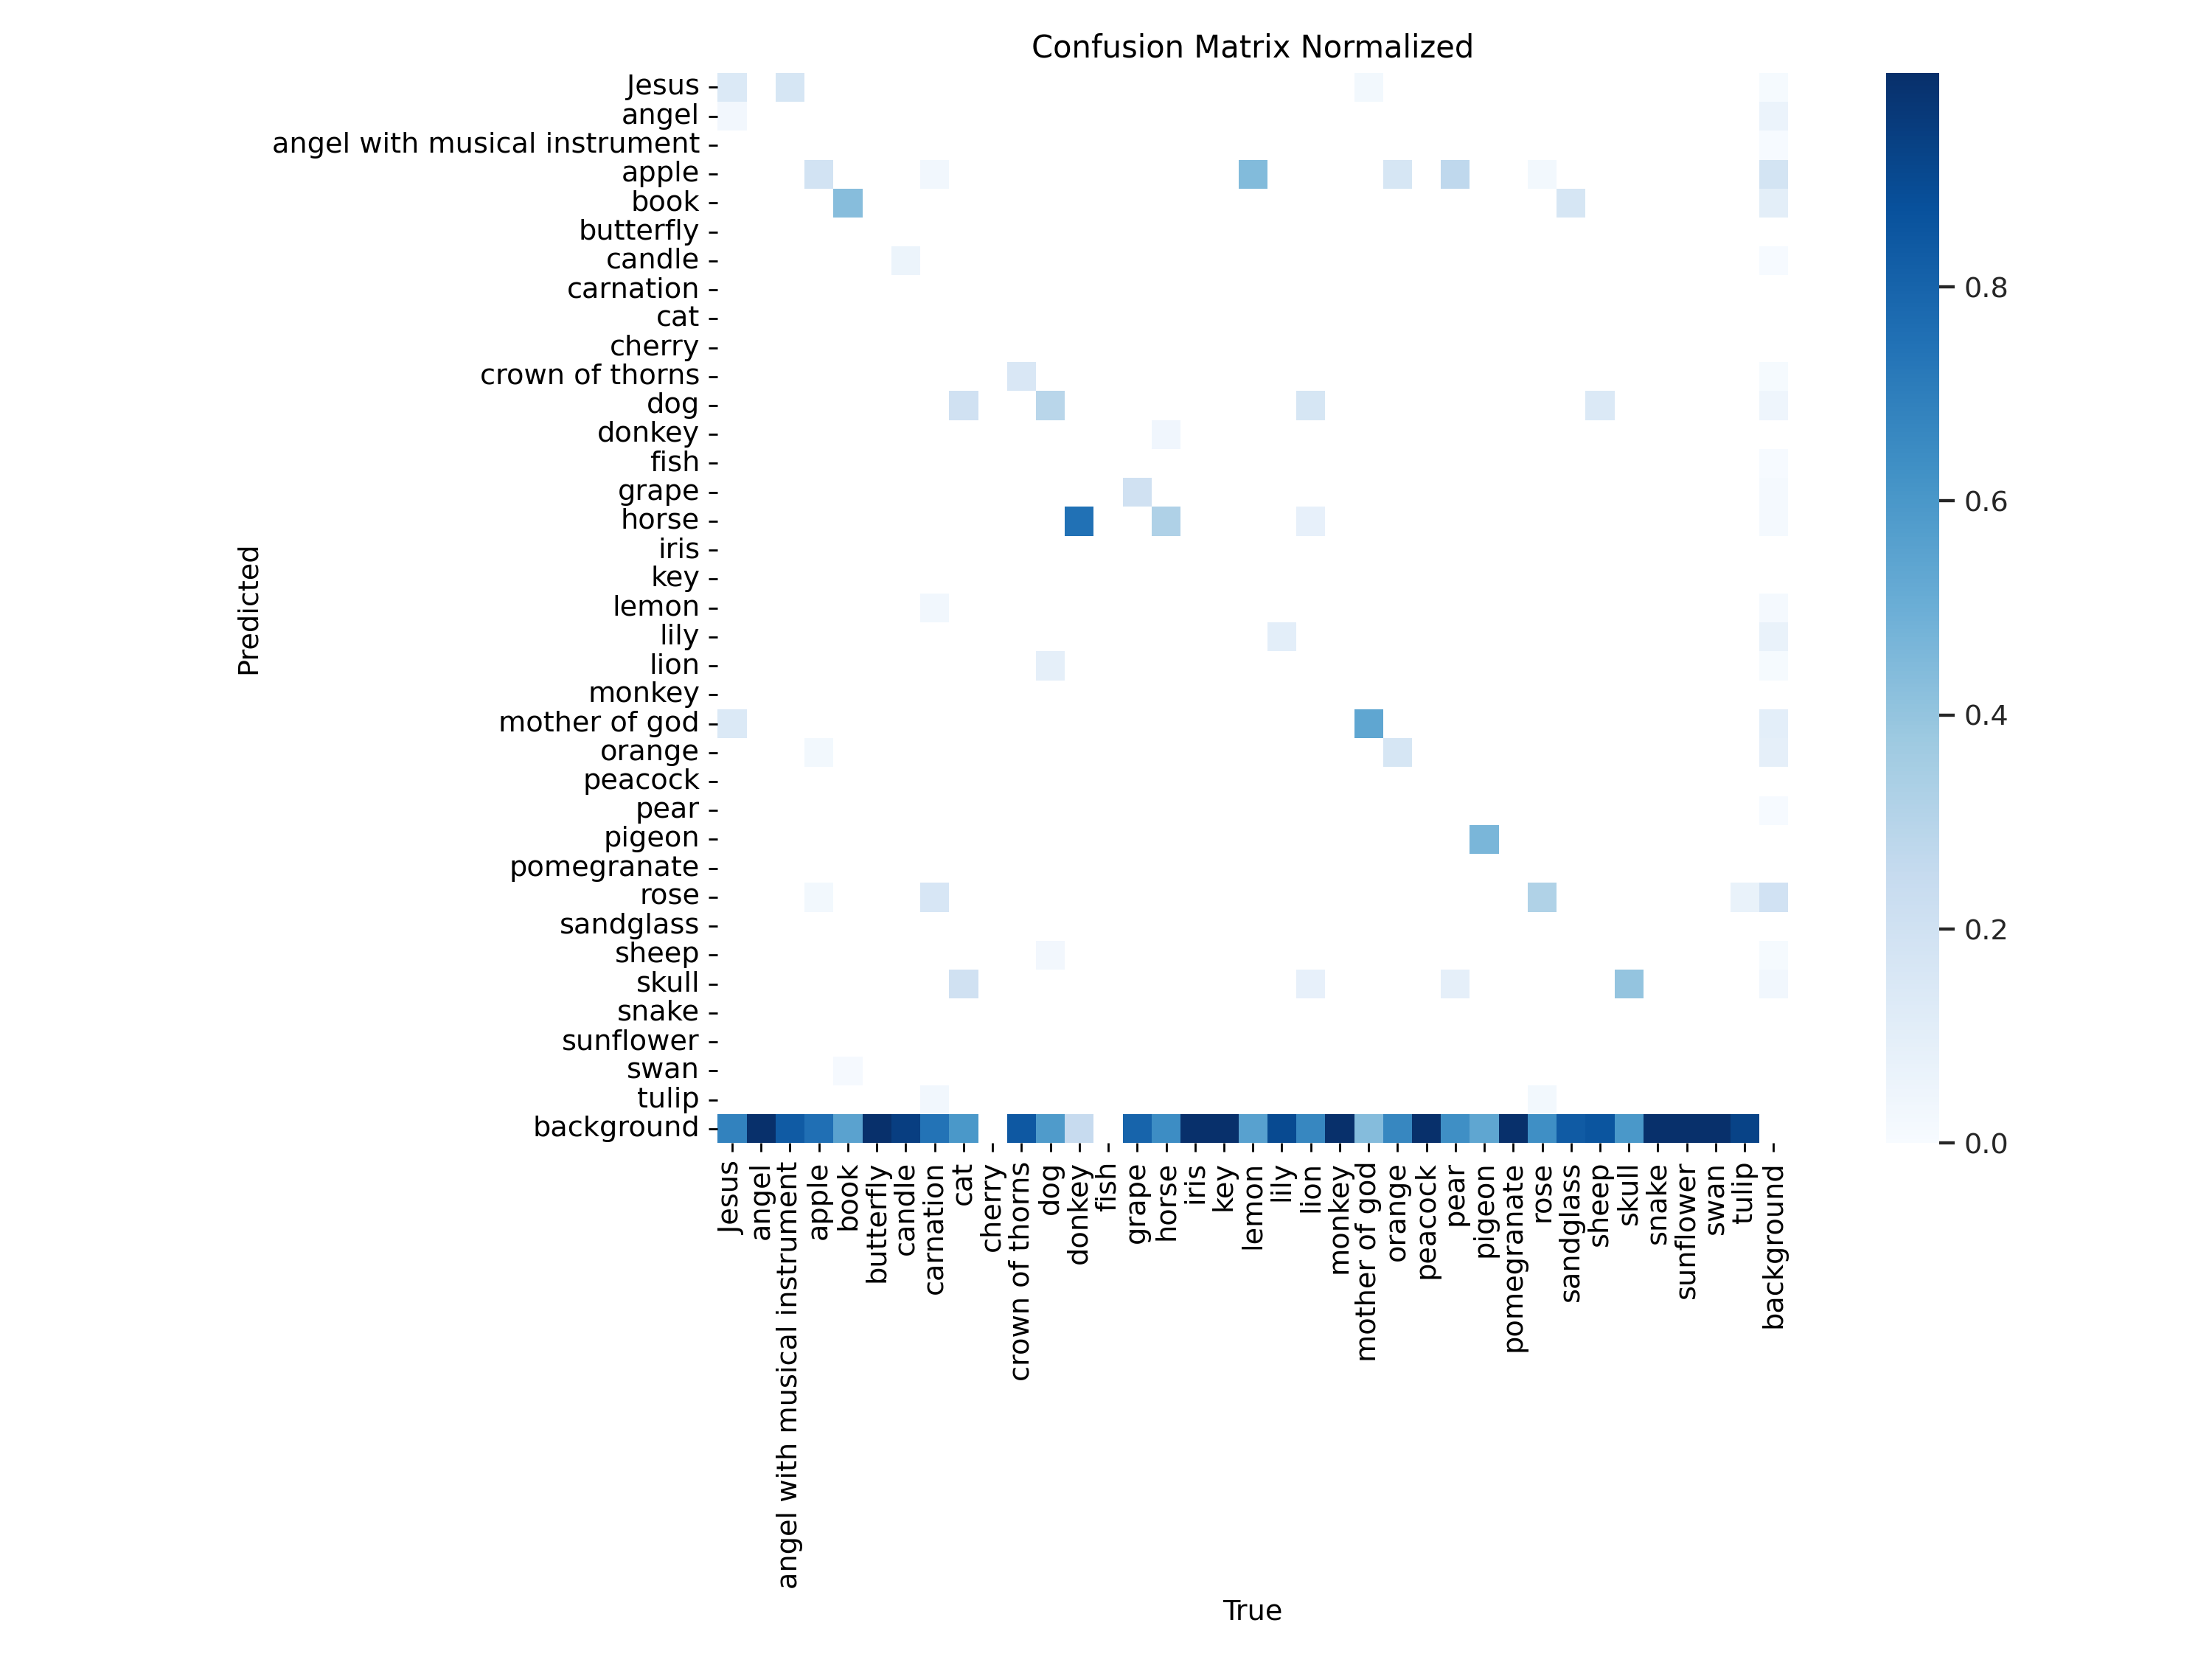 Confusion Matrix Normalized
Jesus
angel
angel with musical instrument
apple
book
butterfly
candle
carnation
cat
cherry
crown of thorns
dog
donkey
fish
grape
horse
iris
key
lemon
lily
lion
monkey
mother of god
orange
peacock
pear
pigeon
pomegranate
rose
sandglass
sheep
skull
snake
sunflower
swan
tulip
background
Predicted
Jesus
angel
angel with musical instrument
apple
book
butterfly
candle
carnation
cat
cherry
crown of thorns
dog
donkey
fish
grape
horse
iris
key
lemon
lily
lion
monkey
mother of god
orange
peacock
pear
pigeon
pomegranate
rose
sandglass
sheep
skull
snake
sunflower
swan
tulip
background
True
0.8
0.6
0.4
0.2
0.0